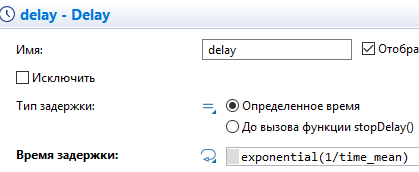 delay - Delay
Имя: delay Отобра
Исключить
Тип задержки: = Определенное время
До вызова функции stopDelay()
Время задержки: exponential(1/time_mean)